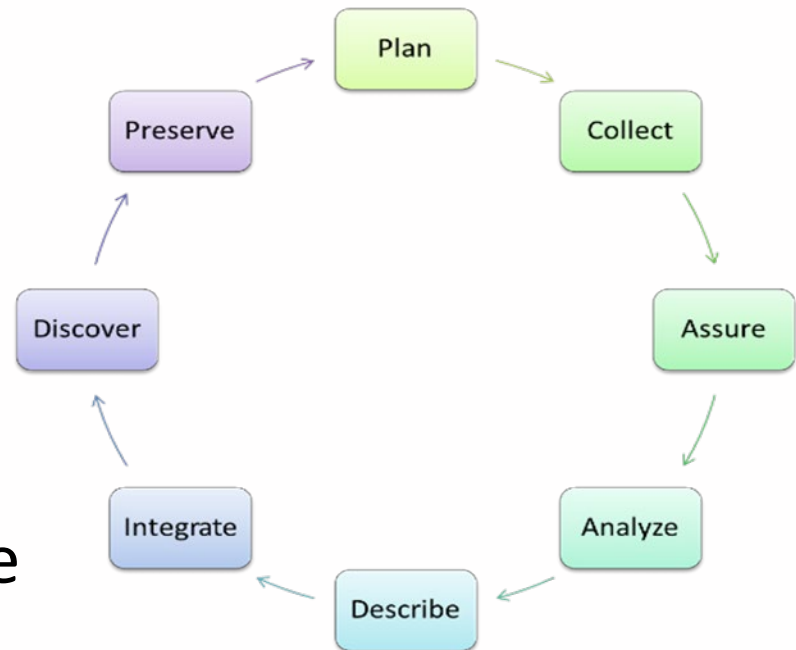 Plan
Collect
Assure
Analyze
Describe
Integrate
Discover
Preserve
e